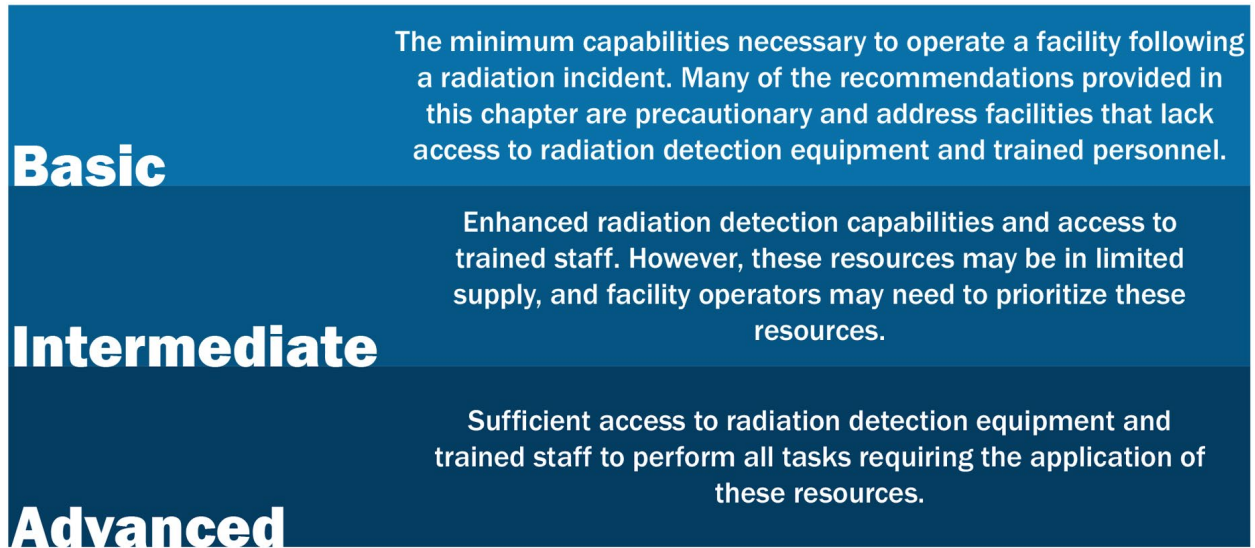 The minimum capabilities necessary to operate a facility following
a radiation incident. Many of the recommendations provided in
this chapter are precautionary and address facilities that lack
access to radiation detection equipment and trained personnel.
Basic
Enhanced radiation detection capabilities and access to
trained staff. However, these resources may be in limited
supply, and facility operators may need to prioritize these
resources.
Intermediate
Sufficient access to radiation detection equipment and
trained staff to perform all tasks requiring the application of
these resources.
Advanced